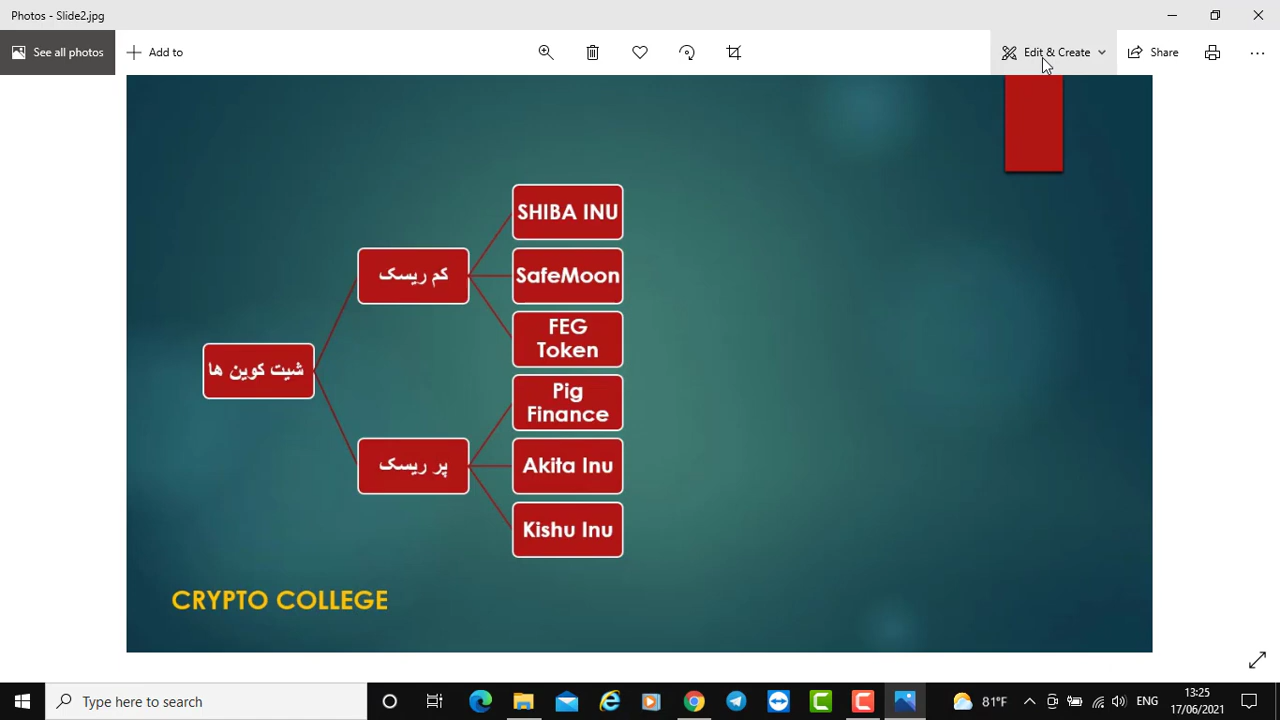 Photos - Slide2.jpg
See all photos
Add to
Edit & Create
Share
SHIBA INU
کم ریسک
SafeMoon
FEG
Token
شیت کوین ها
Pig
Finance
پر ریسک
Akita Inu
Kishu Inu
CRYPTO COLLEGE
Type here to search
81°F
ENG
13:25
17/06/2021